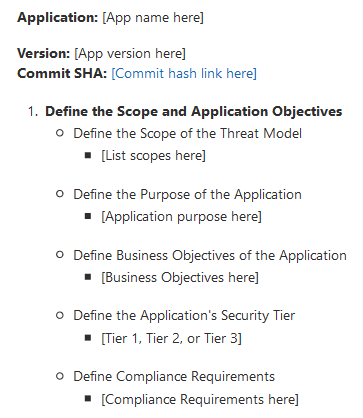 Application: [App name here]
Version: [App version here]
Commit SHA: [Commit hash link here]
1. Define the Scope and Application Objectives
Define the Scope of the Threat Model
[List scopes here]
Define the Purpose of the Application
[Application purpose here]
Define Business Objectives of the Application
[Business Objectives here]
Define the Application's Security Tier
[Tier 1, Tier 2, or Tier 3]
Define Compliance Requirements
[Compliance Requirements here]